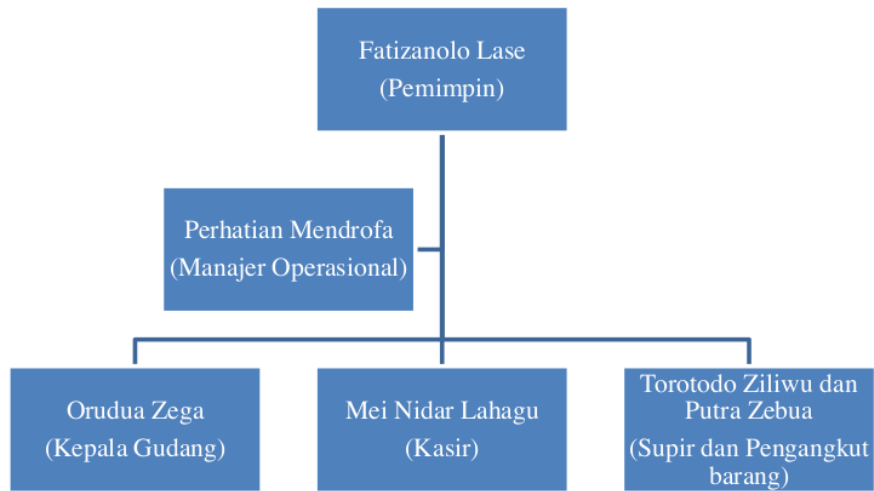 Fatizanolo Lase
(Pemimpin)
Perhatian Mendrofa
(Manajer Operasional)
Orudua Zega
(Kepala Gudang)
Mei Nidar Lahagu
(Kasir)
Torotodo Ziliwu dan
Putra Zebua
(Supir dan Pengangkut
barang)